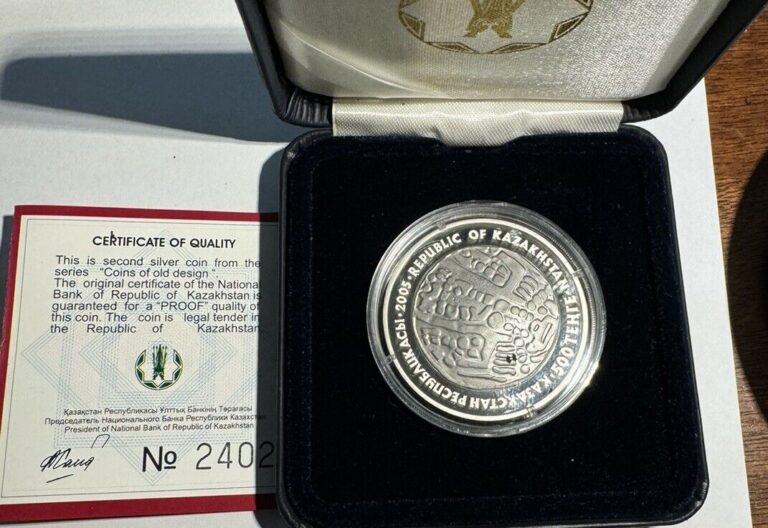 CERTIFICATE OF QUALITY
This is second silver coin from the
series "Coins of old design ".
The original certificate of the National
Bank of Republic of Kazakhstan is
guaranteed for a "PROOF" quality of
this coin. The coin is legal tender in
the Republic of Kazakhstan.
Қазақстан Республикасы Ұлттық Банкінің Төрағасы
Председатель Национального Банка Республики Казахстан
President of National Bank of Republic of Kazakhstan
№ 2402
2005 · REPUBLIC OF KAZAKHSTAN · 500 ТЕНГЕ · ҚАЗАҚСТАН РЕСПУБЛИКАСЫ ·